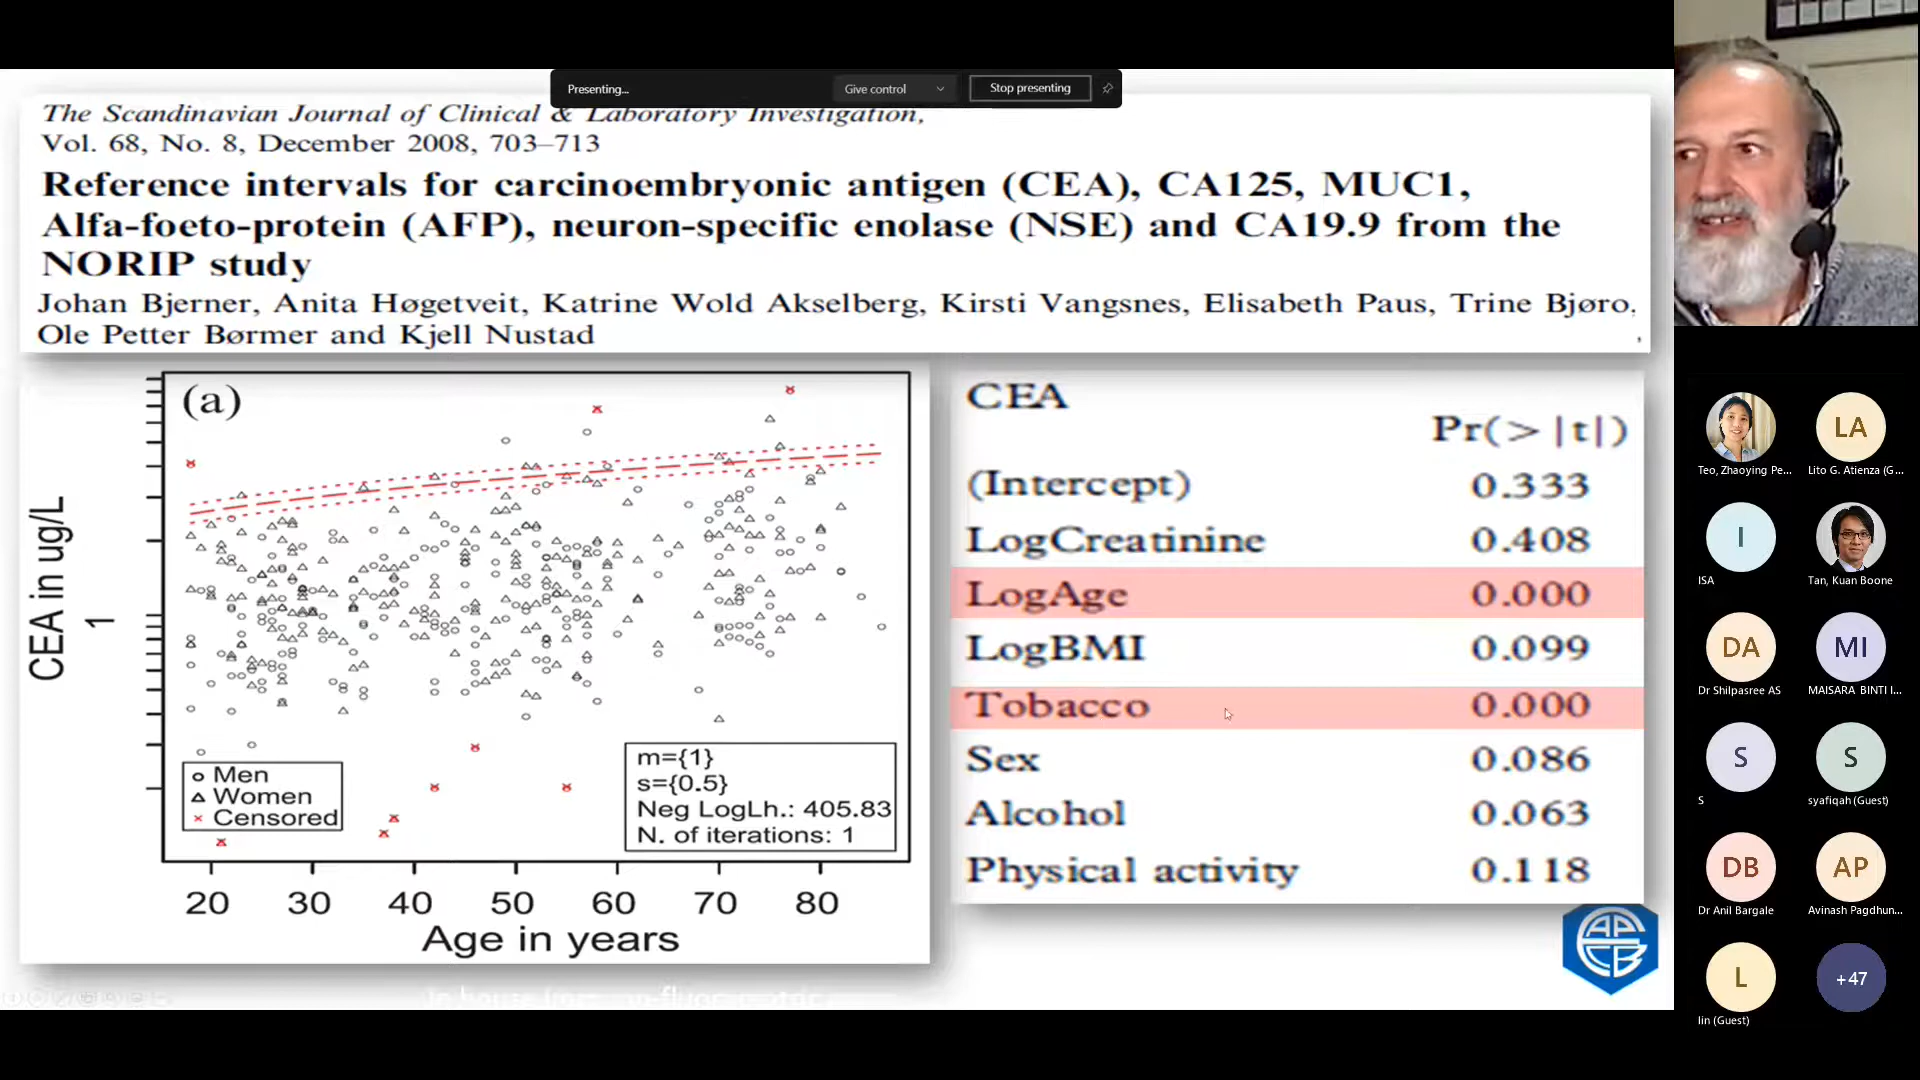 Presenting...
Give control
Stop presenting
The Scandinavian Journal of Clinical & Laboratory Investigation,
Vol. 68, No. 8, December 2008, 703–713
Reference intervals for carcinoembryonic antigen (CEA), CA125, MUC1,
Alfa-foeto-protein (AFP), neuron-specific enolase (NSE) and CA19.9 from the
NORIP study
Johan Bjerner, Anita Høgetveit, Katrine Wold Akselberg, Kirsti Vangsnes, Elisabeth Paus, Trine Bjøro,
Ole Petter Børmer and Kjell Nustad
(a)
CEA in ug/L
1
Men
Women
Censored
m={1}
s={0.5}
Neg LogLh.: 405.83
N. of iterations: 1
20 30 40 50 60 70 80
Age in years
CEA
Pr(>|t|)
(Intercept) 0.333
LogCreatinine 0.408
LogAge 0.000
LogBMI 0.099
Tobacco 0.000
Sex 0.086
Alcohol 0.063
Physical activity 0.118
APFCB
Teo, Zhaoying Pe...
LA
Lito G. Atienza (G...
I
ISA
Tan, Kuan Boone
DA
Dr Shilpasree AS
MI
MAISARA BINTI I...
S
S
S
syafiqah (Guest)
DB
Dr Anil Bargale
AP
Avinash Pagdhun...
L
lin (Guest)
+47